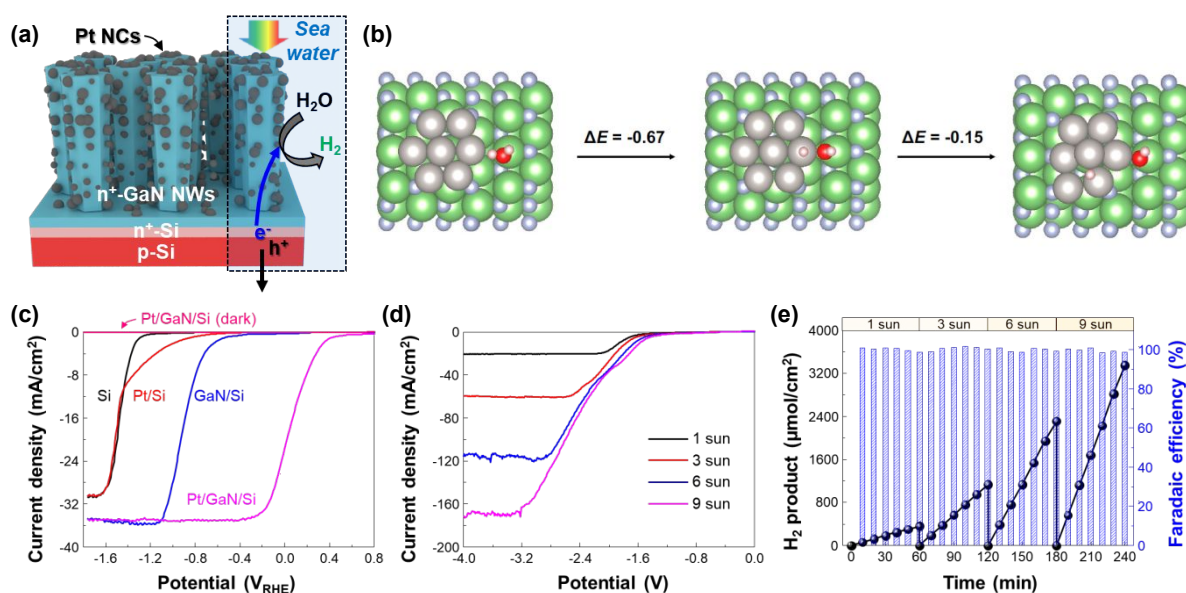 (a)
Pt NCs
Sea
water
H₂O
H₂
n⁺-GaN NWs
n⁺-Si
e⁻
p-Si
h⁺
(b)
ΔE = -0.67
ΔE = -0.15
(c)
Current density (mA/cm²)
0
-8
-16
-24
-32
-40
Pt/GaN/Si (dark)
Si
Pt/Si
GaN/Si
Pt/GaN/Si
-1.8
-1.2
-0.6
0.0
0.4
0.8
Potential (V_RHE)
(d)
Current density (mA/cm²)
0
-40
-80
-120
-160
-200
1 sun
3 sun
6 sun
9 sun
-4.0
-3.2
-2.4
-1.6
-0.8
0.0
Potential (V)
(e)
1 sun 3 sun 6 sun 9 sun
H₂ product (μmol/cm²)
4000
3200
2400
1600
800
0
100
80
60
40
20
0
Faradaic efficiency (%)
0 30 60 90 120 150 180 210 240
Time (min)